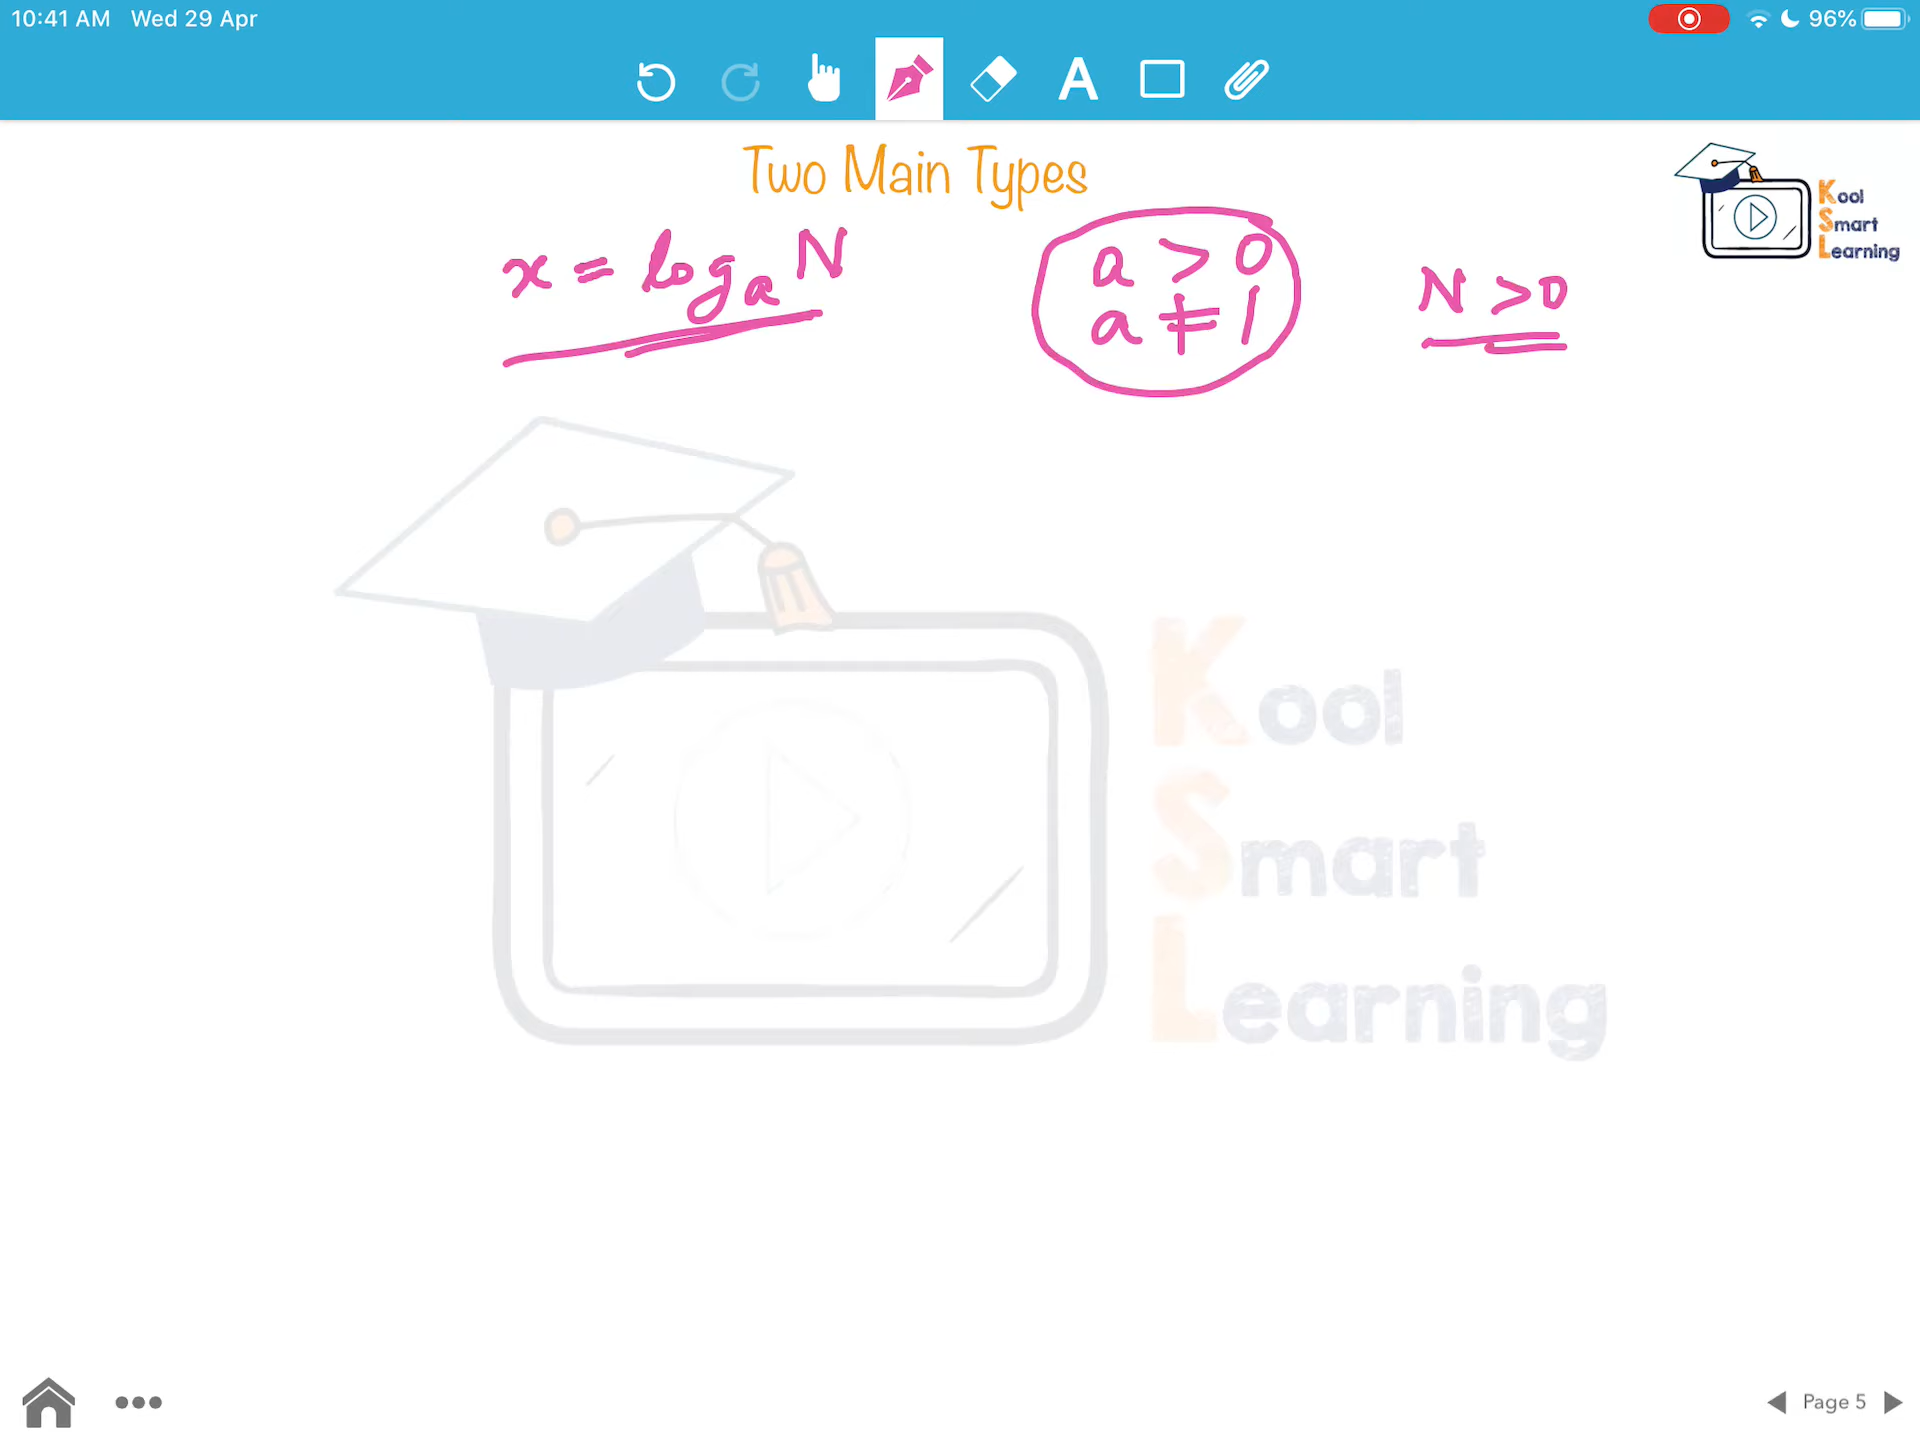 10:41 AM Wed 29 Apr
96%
A
Two Main Types
Kool
Smart
Learning
x = logₐ N
a > 0
a ≠ 1
N > 0
Kool
Smart
Learning
Page 5